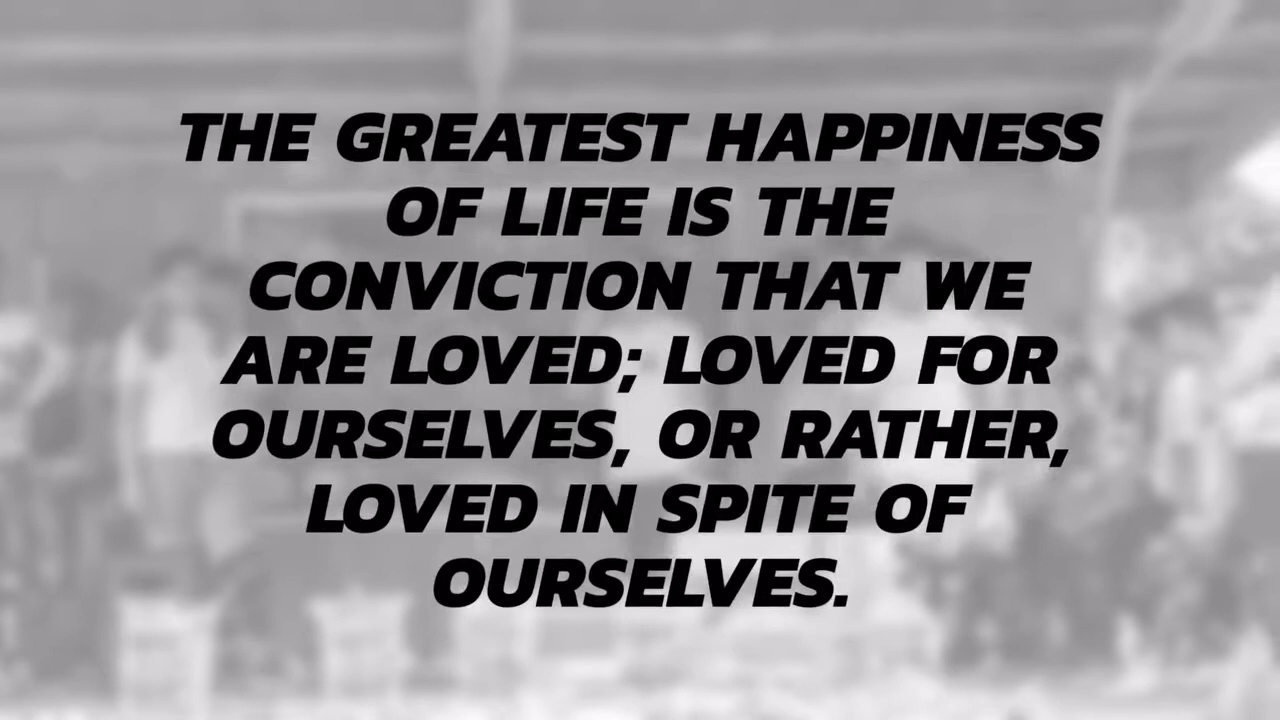 THE GREATEST HAPPINESS
OF LIFE IS THE
CONVICTION THAT WE
ARE LOVED; LOVED FOR
OURSELVES, OR RATHER,
LOVED IN SPITE OF
OURSELVES.